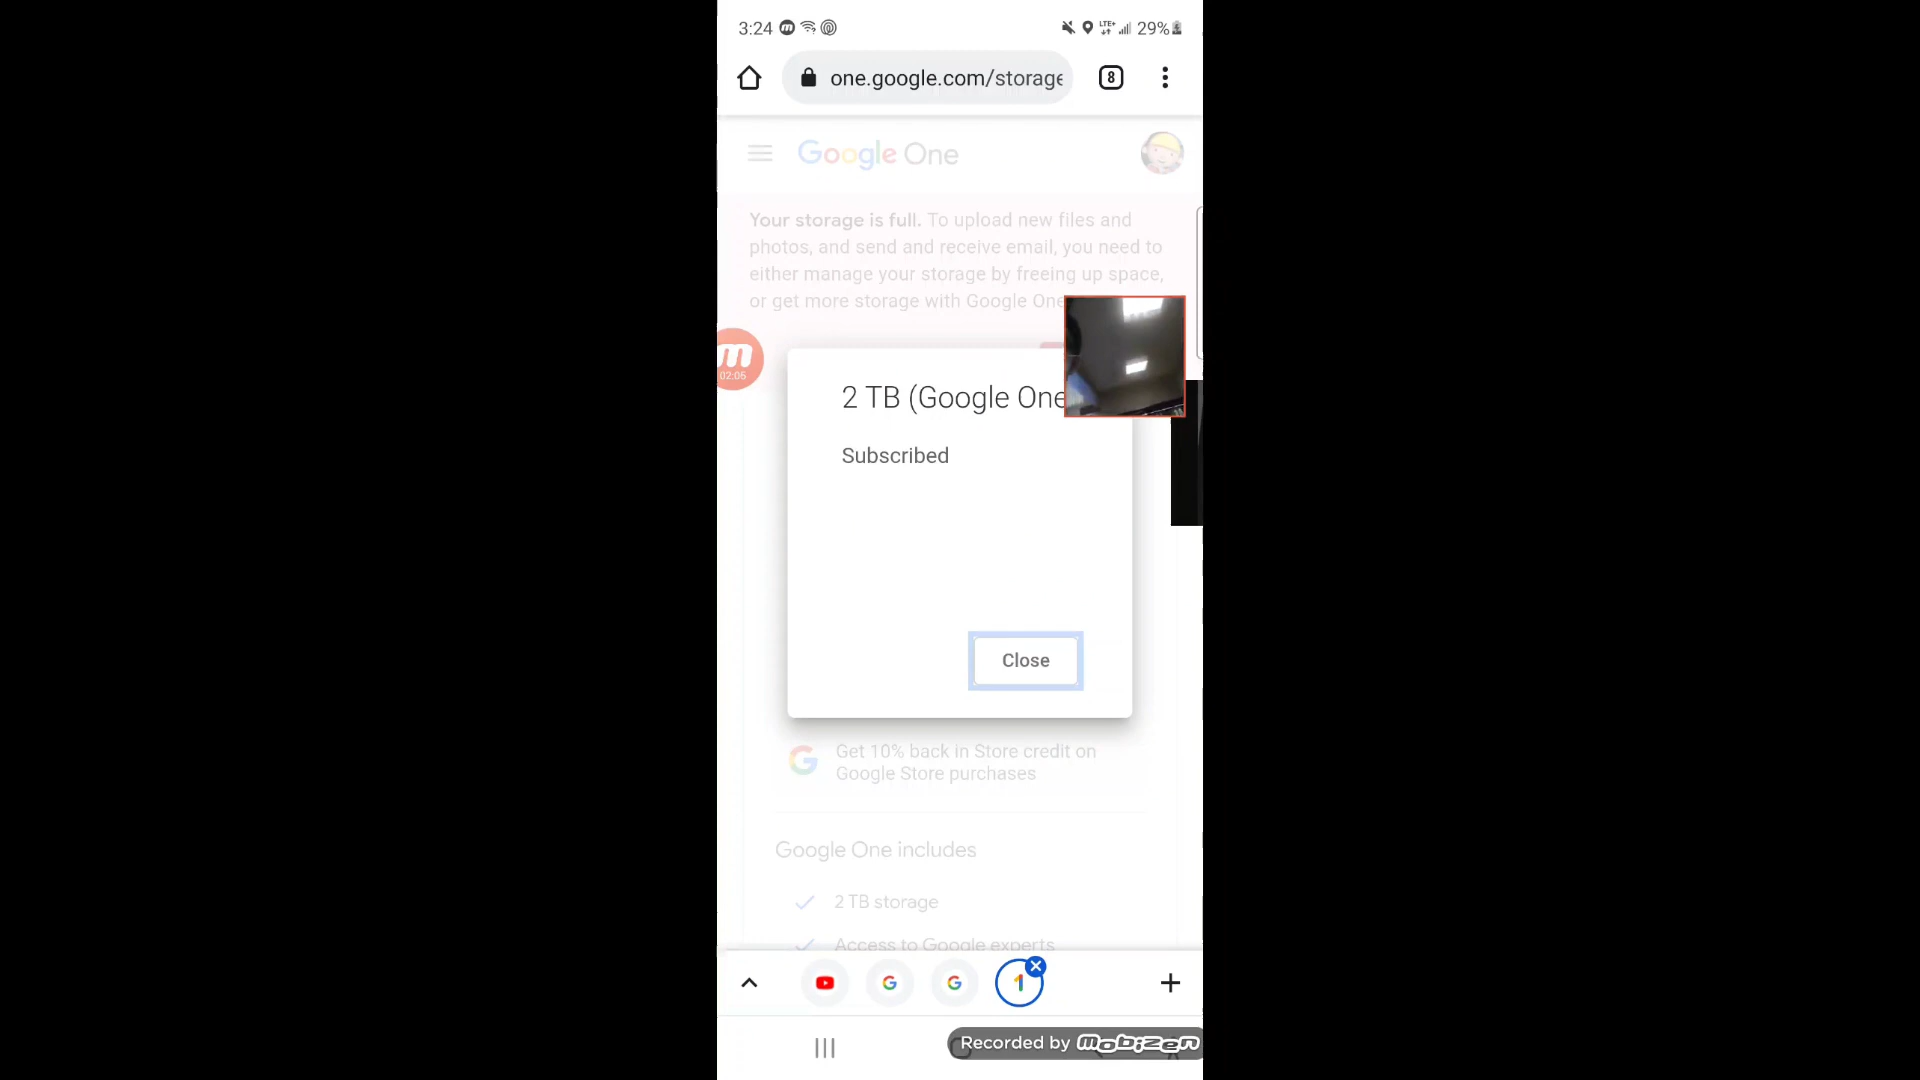 3:24
LTE+
29%
one.google.com/storage
8
Google One
Your storage is full. To upload new files and
photos, and send and receive email, you need to
either manage your storage by freeing up space,
or get more storage with Google One
m
02:06
2 TB (Google One
Subscribed
Close
Get 10% back in Store credit on
Google Store purchases
Google One includes
2 TB storage
Access to Google experts
Recorded by mobizen